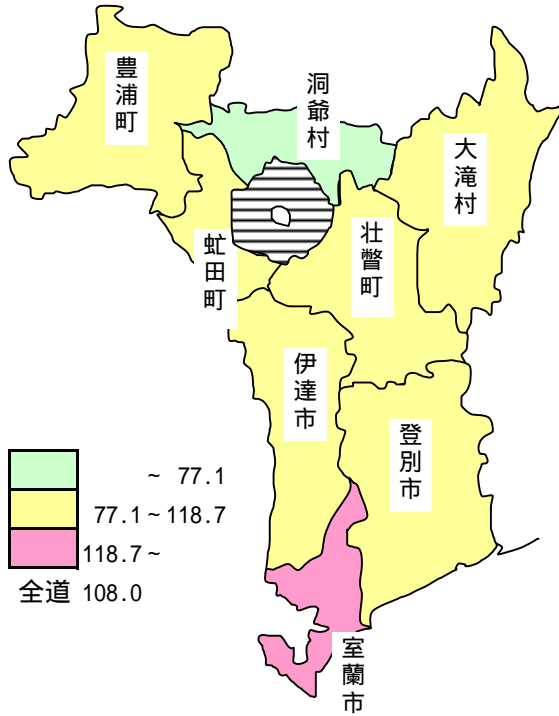 豊浦町
洞爺村
大滝村
虻田町
壮瞥町
伊達市
登別市
室蘭市
~ 77.1
77.1~118.7
118.7~
全道 108.0